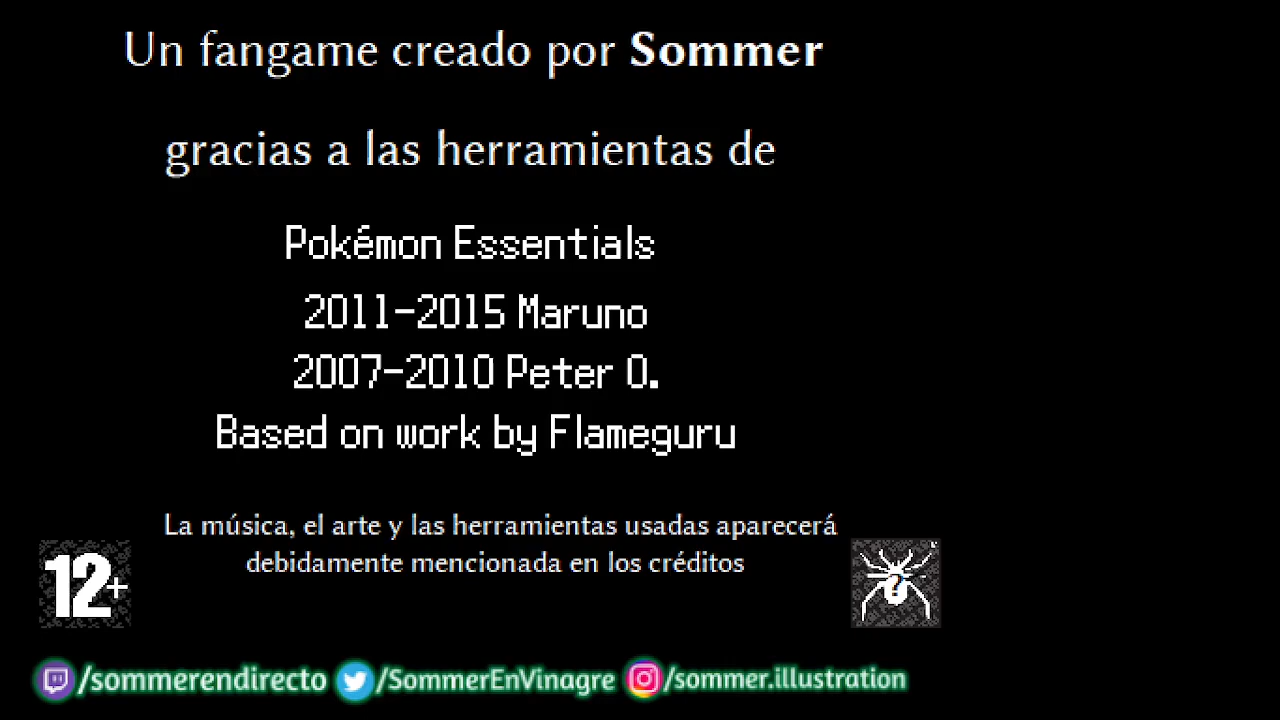 Un fangame creado por Sommer
gracias a las herramientas de
Pokémon Essentials
2011-2015 Maruno
2007-2010 Peter O.
Based on work by Flameguru
La música, el arte y las herramientas usadas aparecerá
debidamente mencionada en los créditos
12+
?
/sommerendirecto /SommerEnVinagre /sommer.illustration